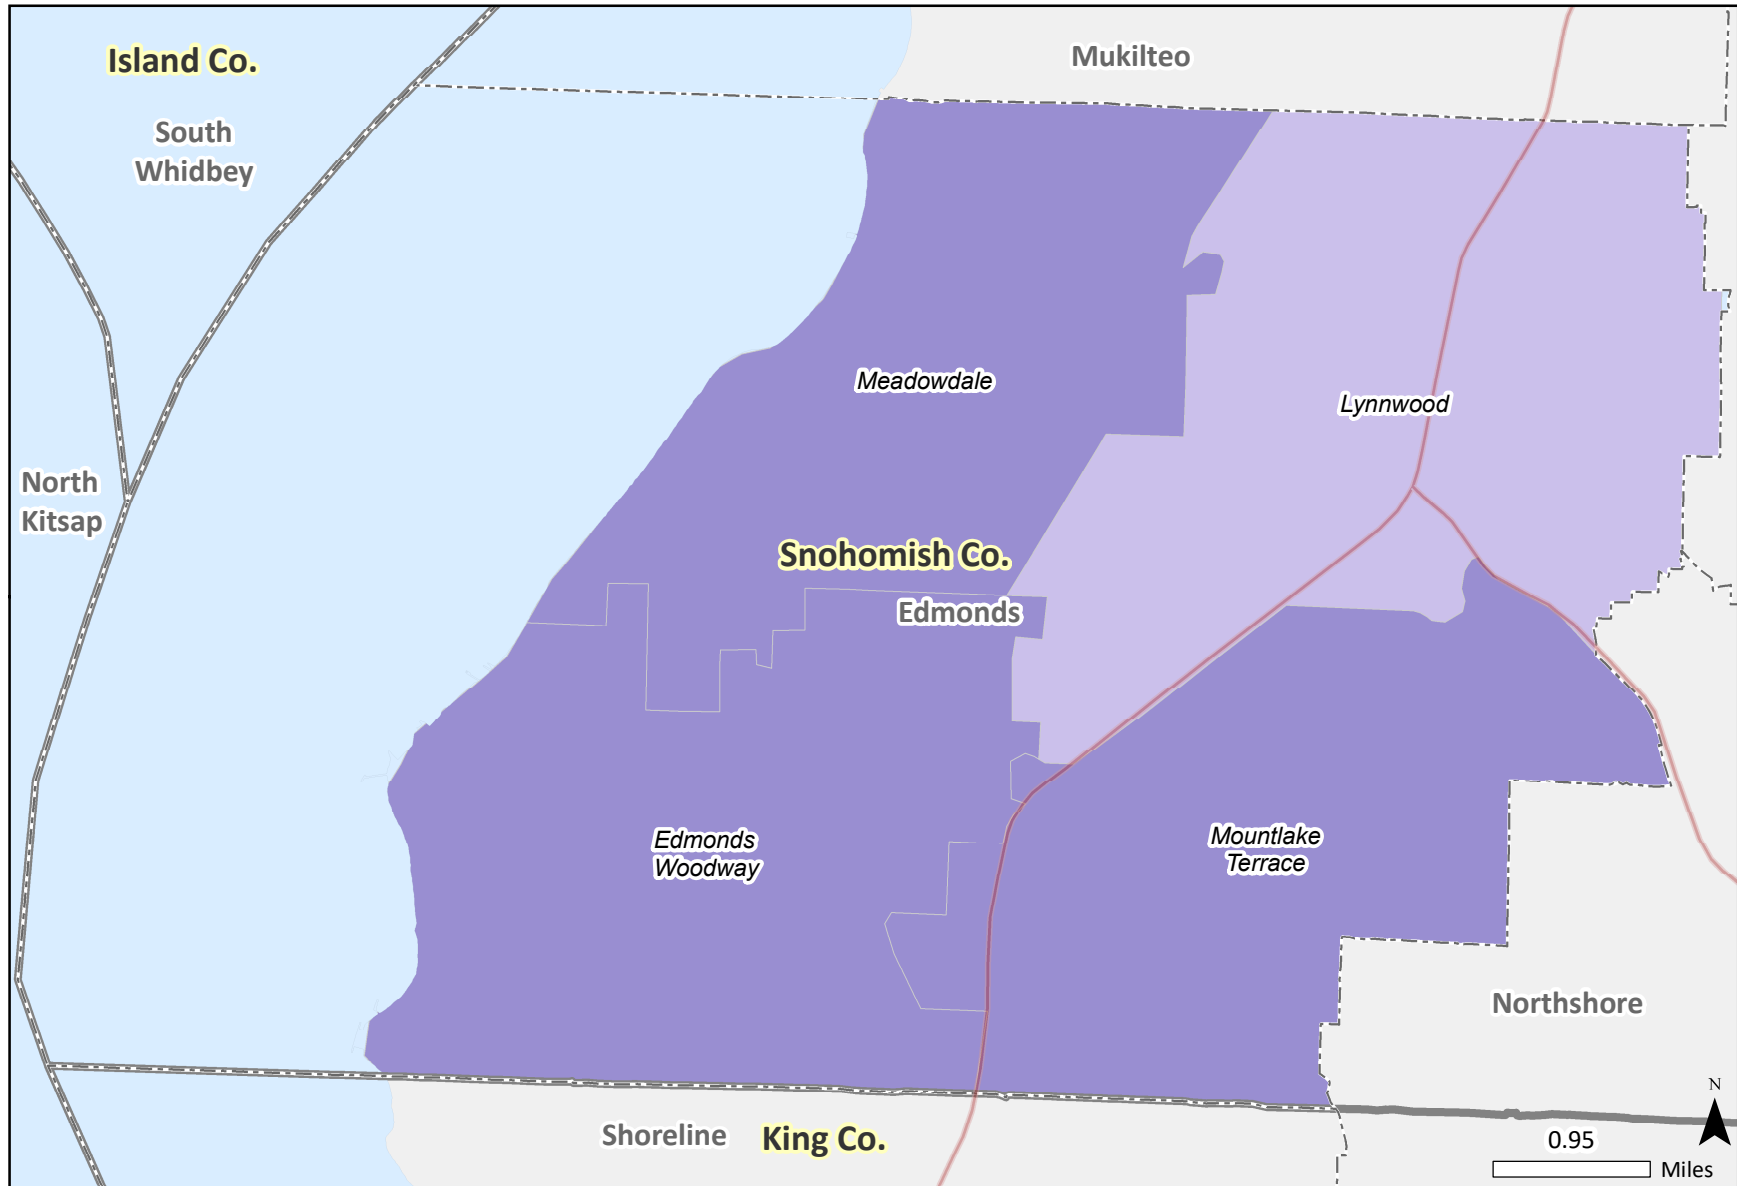 Island Co.
Mukilteo
South
Whidbey
Meadowdale
Lynnwood
North
Kitsap
Snohomish Co.
Edmonds
Edmonds
Woodway
Mountlake
Terrace
Northshore
N
Shoreline
King Co.
0.95
Miles